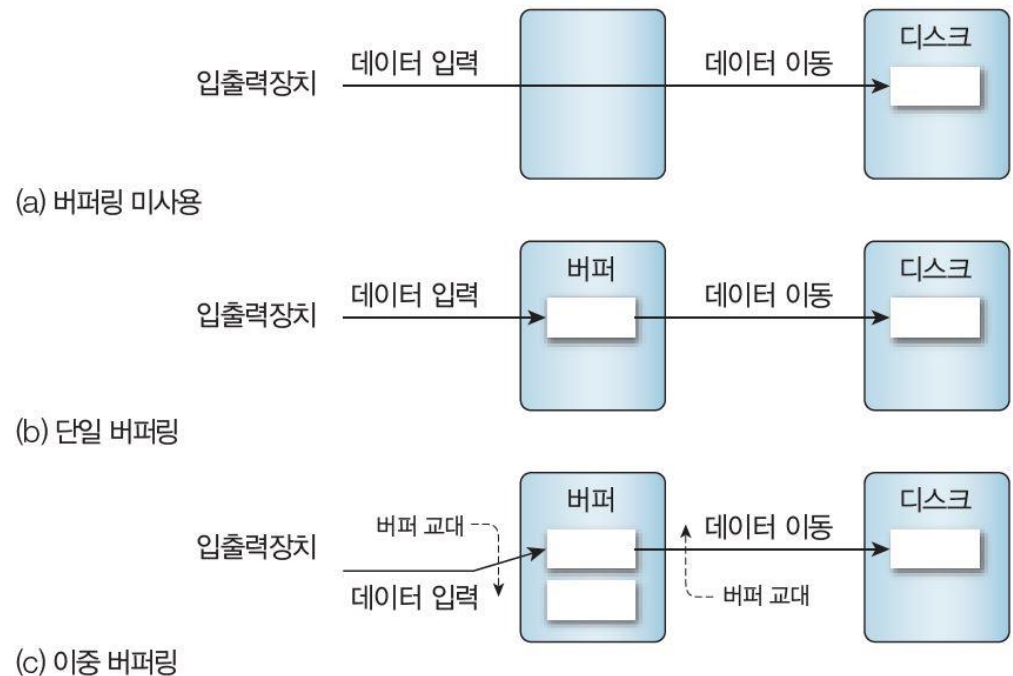 디스크
데이터 입력
데이터 이동
입출력장치
(a) 버퍼링 미사용
버퍼
디스크
데이터 입력
데이터 이동
입출력장치
(b) 단일 버퍼링
버퍼
디스크
버퍼 교대
데이터 이동
입출력장치
데이터 입력
버퍼 교대
(c) 이중 버퍼링